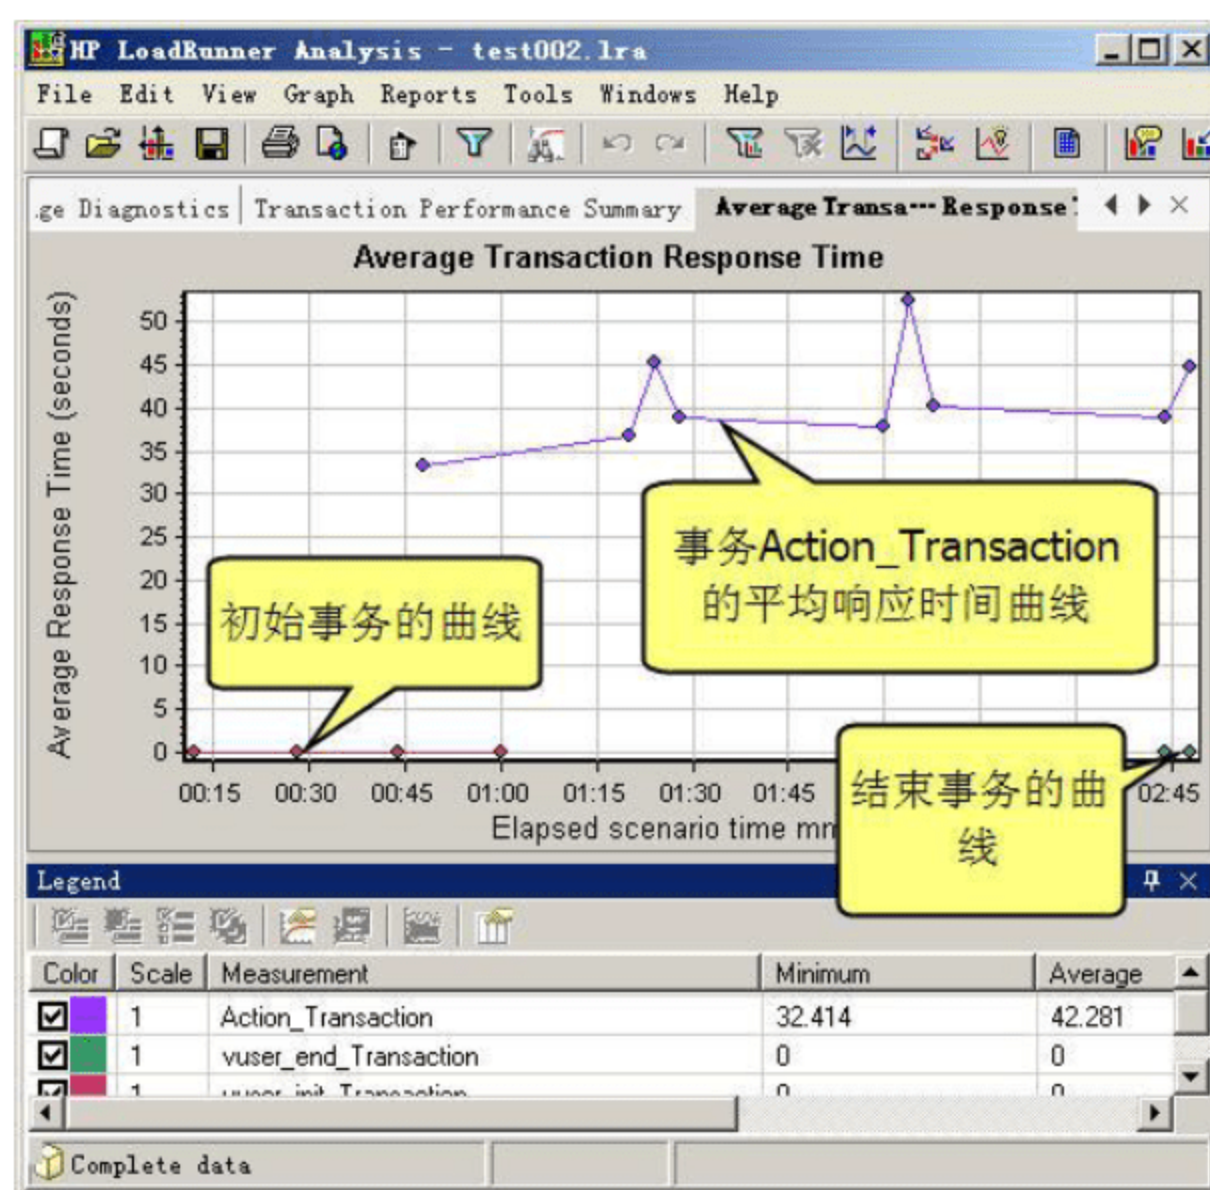 HP LoadRunner Analysis - test002.lra
File Edit View Graph Reports Tools Windows Help
.ge Diagnostics Transaction Performance Summary Average Transa... Response
Average Transaction Response Time
Average Response Time (seconds)
50
45
40
35
30
25
20
15
10
5
0
事务Action_Transaction
的平均响应时间曲线
初始事务的曲线
结束事务的曲
线
00:15 00:30 00:45 01:00 01:15 01:30 01:45 02:45
Elapsed scenario time
Legend
Color Scale Measurement Minimum Average
1 Action_Transaction 32.414 42.281
1 vuser_end_Transaction 0 0
1 vuser_init_Transaction 0 0
Complete data